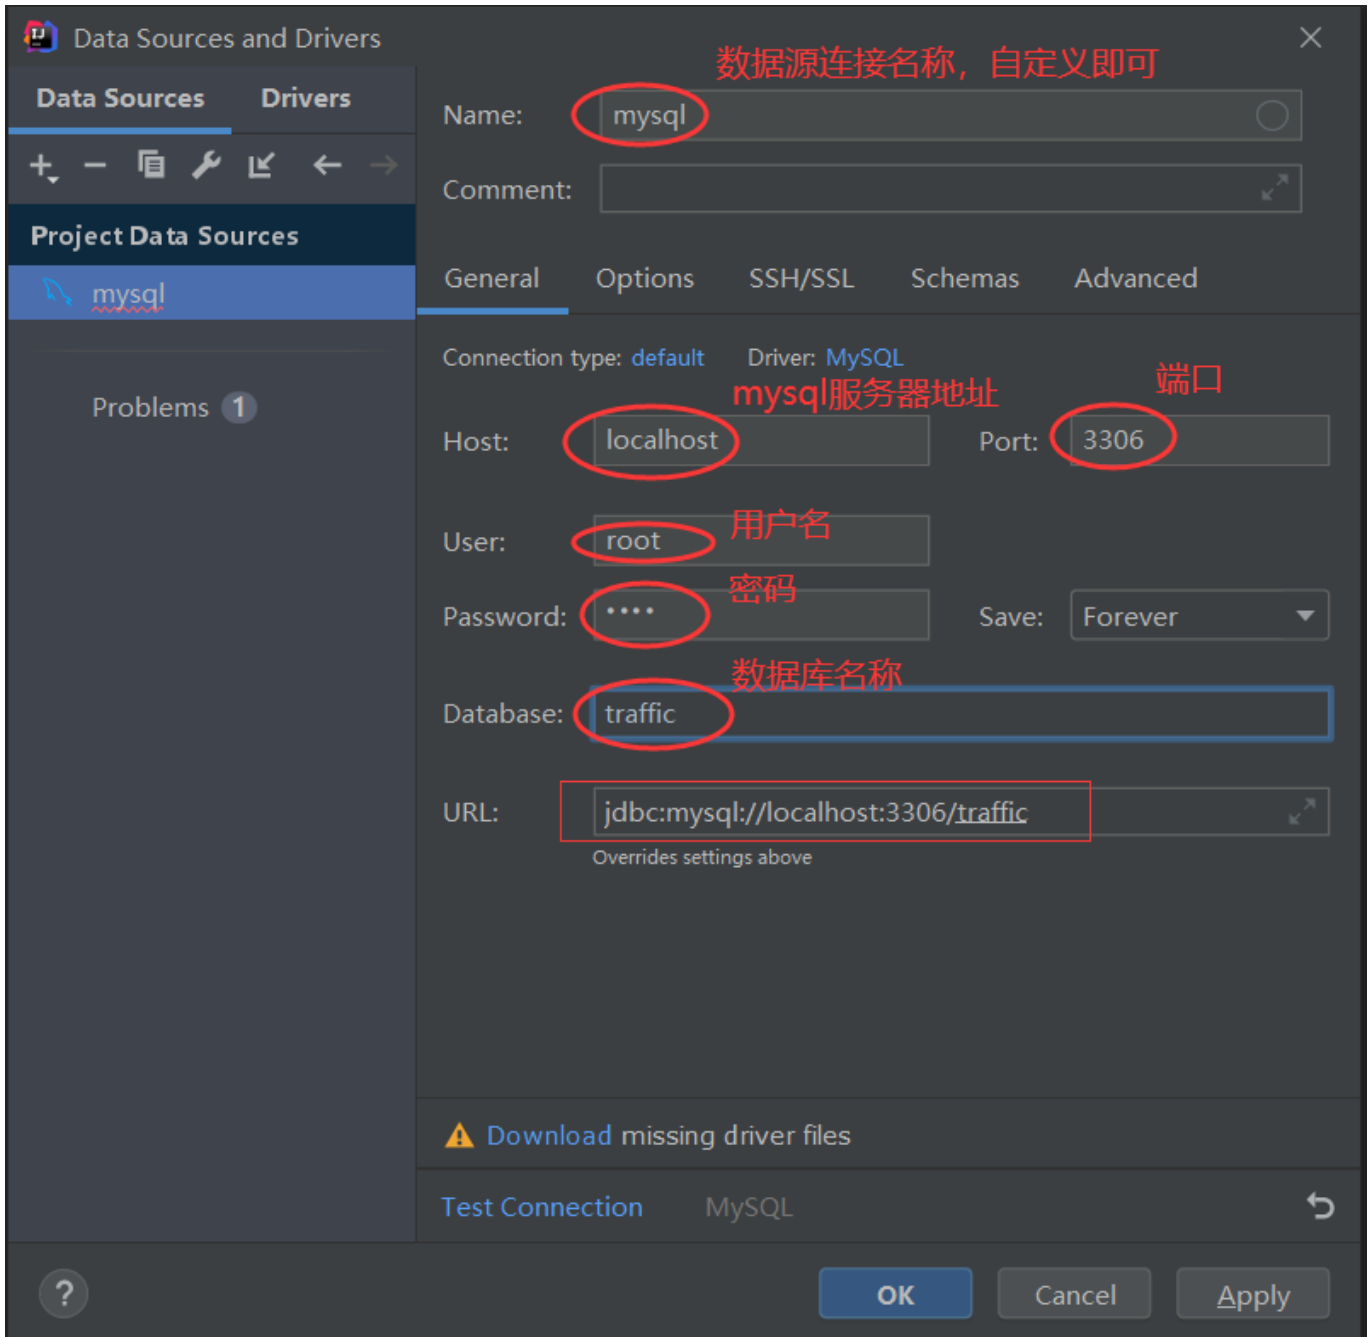 Data Sources and Drivers
Data Sources Drivers
Project Data Sources
mysql
Problems 1
数据源连接名称，自定义即可
Name: mysql
Comment:
General Options SSH/SSL Schemas Advanced
Connection type: default Driver: MySQL
mysql服务器地址 端口
Host: localhost Port: 3306
用户名
User: root
密码
Password: •••• Save: Forever
数据库名称
Database: traffic
URL: jdbc:mysql://localhost:3306/traffic
Overrides settings above
Download missing driver files
Test Connection MySQL
? OK Cancel Apply